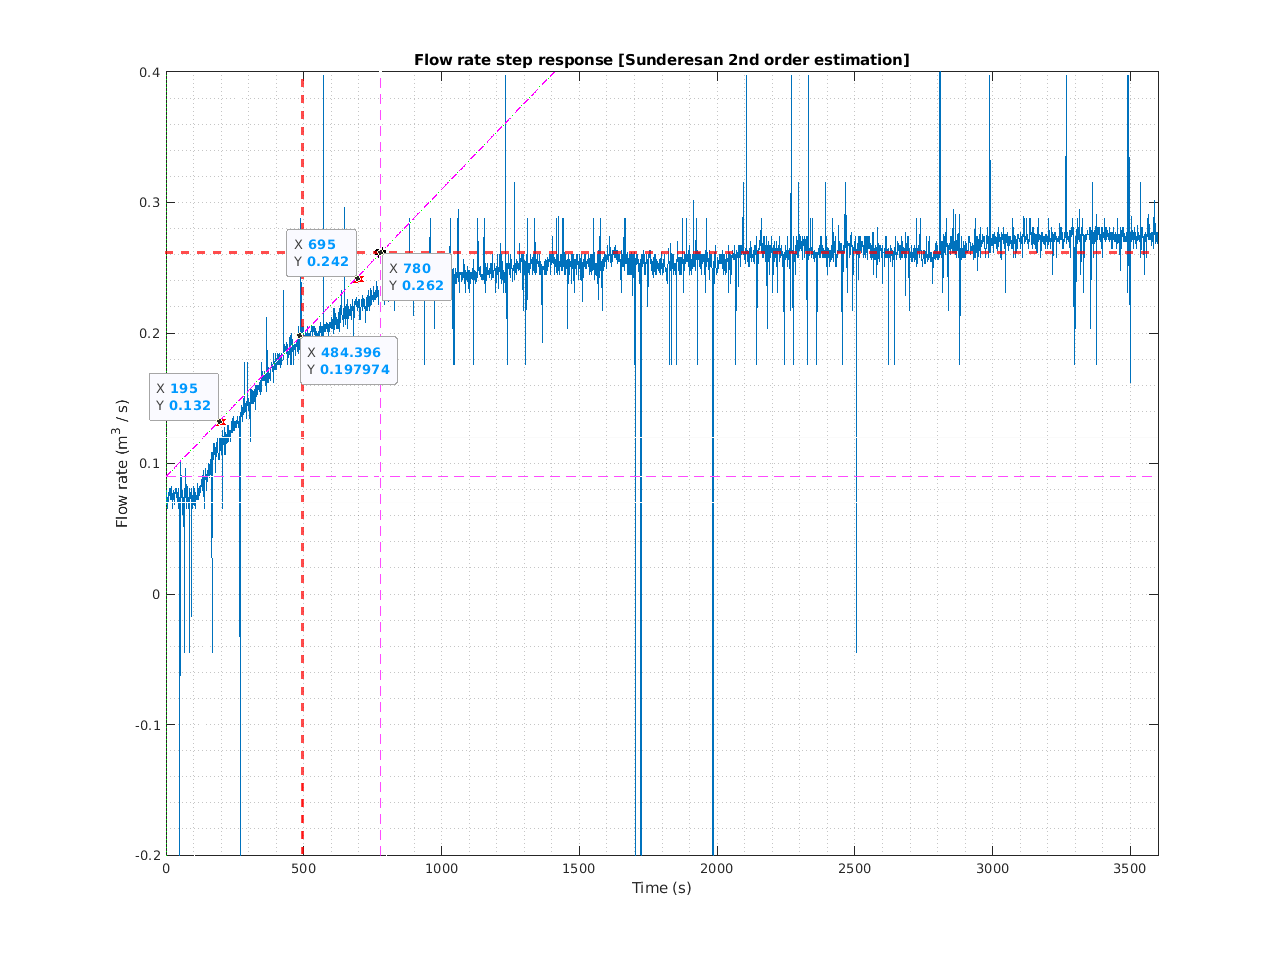 Flow rate step response [Sunderesan 2nd order estimation]
0.4
0.3
0.2
0.1
0
-0.1
-0.2
Flow rate (m3 / s)
X 695
Y 0.242
X 780
Y 0.262
X 484.396
Y 0.197974
X 195
Y 0.132
0 500 1000 1500 2000 2500 3000 3500
Time (s)